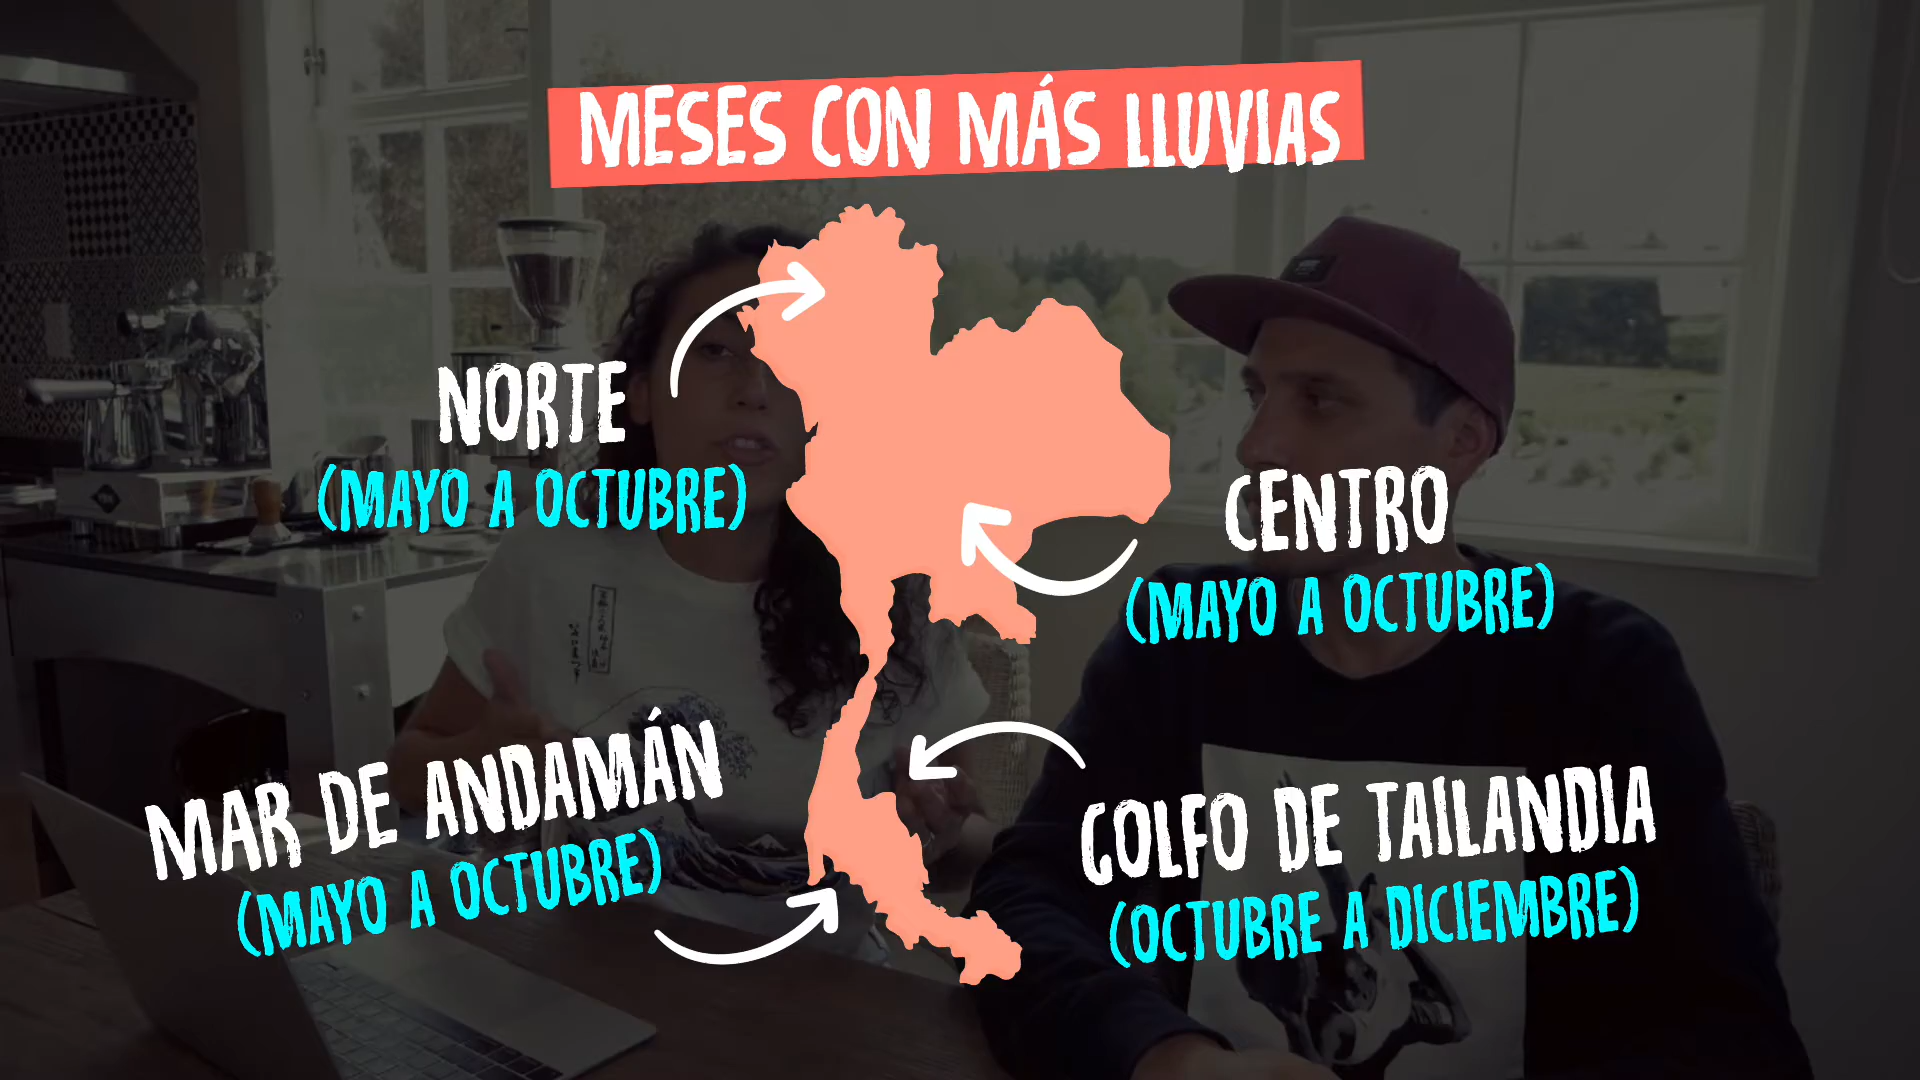 MESES CON MÁS LLUVIAS
NORTE
(MAYO A OCTUBRE)
CENTRO
(MAYO A OCTUBRE)
MAR DE ANDAMÁN
(MAYO A OCTUBRE)
GOLFO DE TAILANDIA
(OCTUBRE A DICIEMBRE)